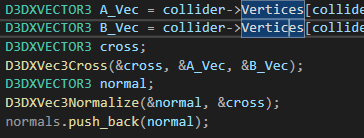 D3DXVECTOR3 A_Vec = collider->Vertices[collide
D3DXVECTOR3 B_Vec = collider->Vertices[collide
D3DXVECTOR3 cross;
D3DXVec3Cross(&cross, &A_Vec, &B_Vec);
D3DXVECTOR3 normal;
D3DXVec3Normalize(&normal, &cross);
normals.push_back(normal);